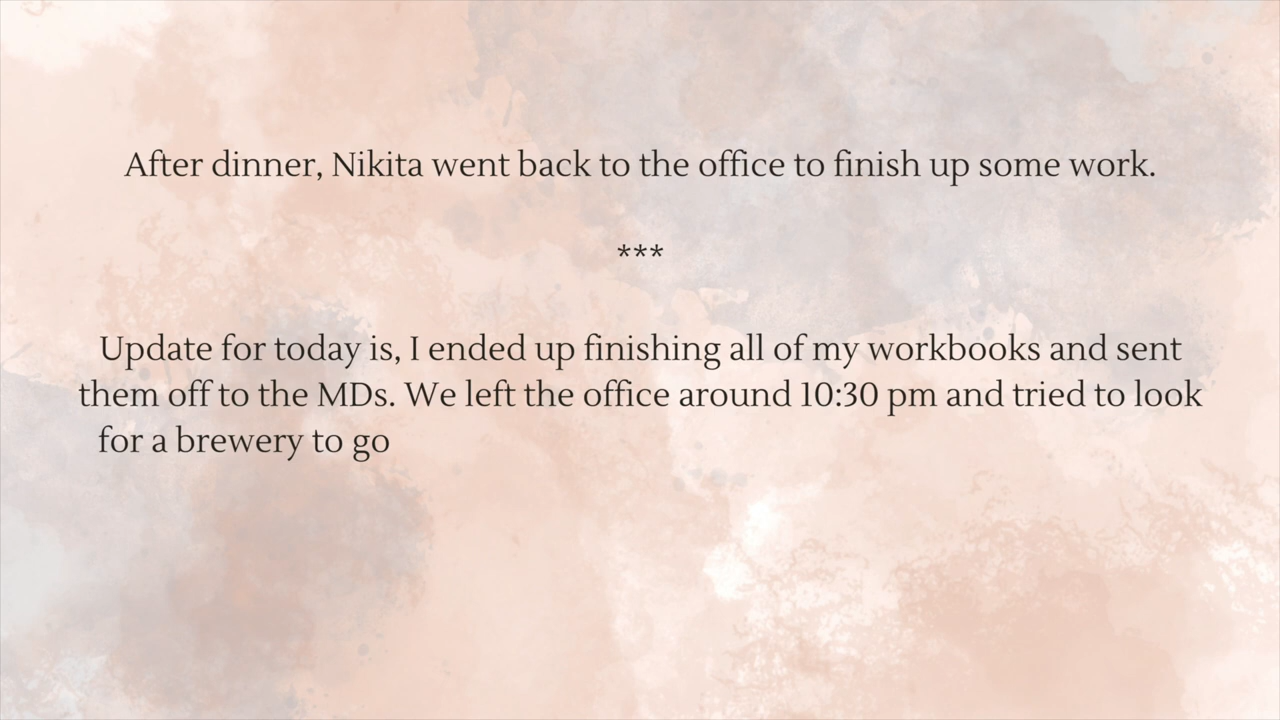 After dinner, Nikita went back to the office to finish up some work.
***
Update for today is, I ended up finishing all of my workbooks and sent
them off to the MDs. We left the office around 10:30 pm and tried to look
for a brewery to go